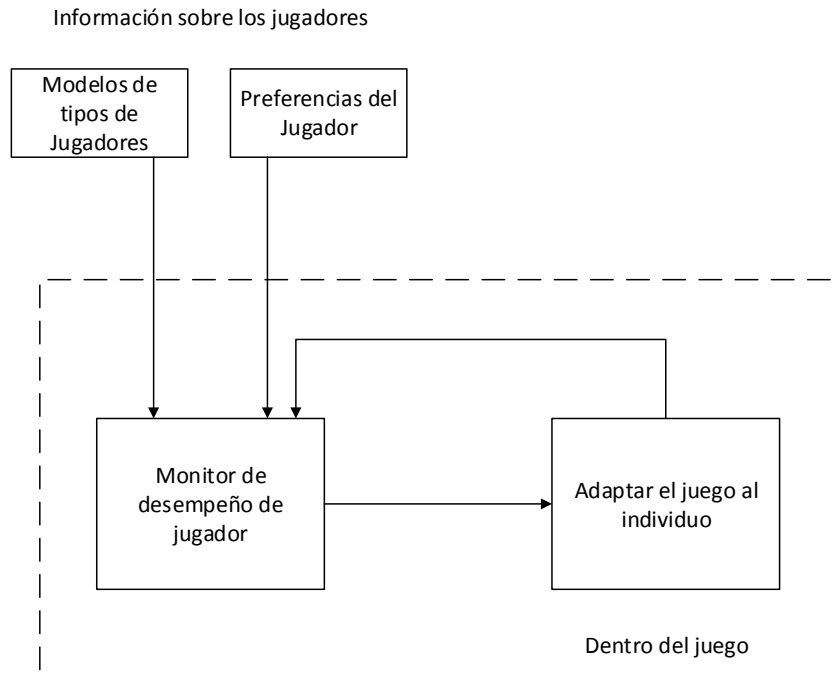 Información sobre los jugadores
Modelos de
tipos de
Jugadores
Preferencias del
Jugador
Monitor de
desempeño de
jugador
Adaptar el juego al
individuo
Dentro del juego